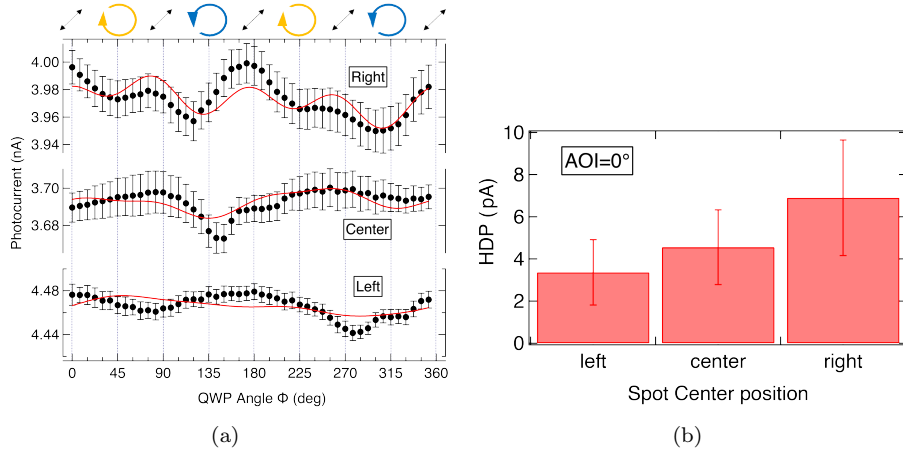 4.00
3.98
3.96
3.94
Right
3.70
3.68
Center
4.48
4.44
Left
Photocurrent (nA)
0 45 90 135 180 225 270 315 360
QWP Angle Φ (deg)
(a)
10
8
6
4
2
0
HDP (pA)
AOI=0°
left center right
Spot Center position
(b)